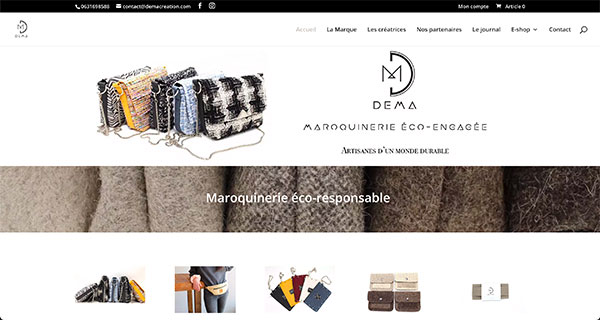 0631698588 contact@demacreation.com
Mon compte Article 0
DEMA
Accueil La Marque Les créatrices Nos partenaires Le journal E-shop Contact
DEMA
MAROQUINERIE ÉCO-ENGAGÉE
Artisanes d'un monde durable
Maroquinerie éco-responsable